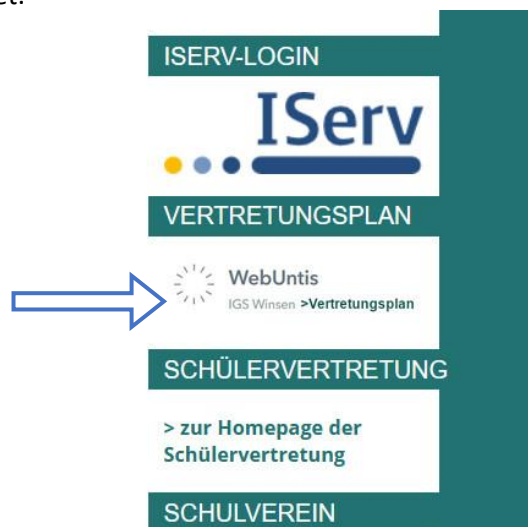 ISERV-LOGIN
IServ
VERTRETUNGSPLAN
WebUntis
IGS Winsen >Vertretungsplan
SCHÜLERVERTRETUNG
> zur Homepage der
Schülervertretung
SCHULVEREIN